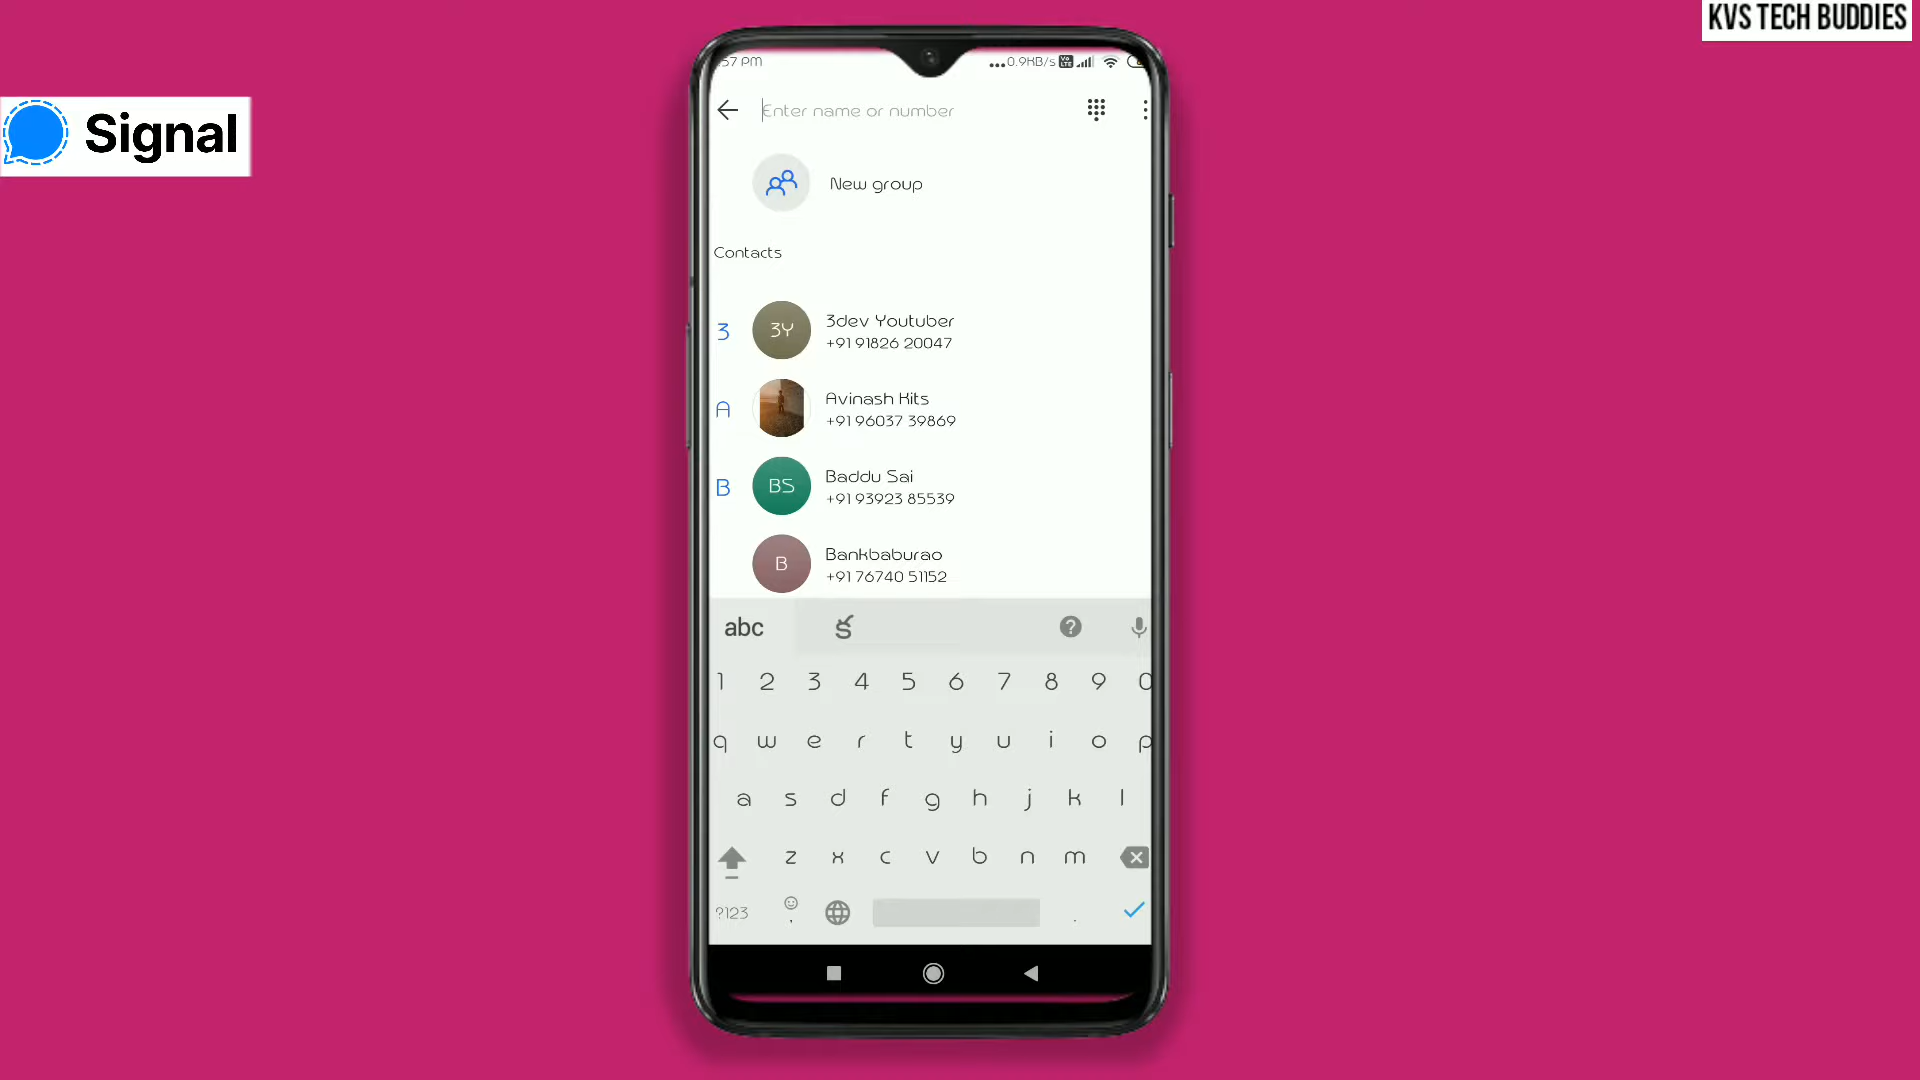 KVS TECH BUDDIES
Signal
:57 PM
...0.9KB/s
Enter name or number
New group
Contacts
3
3Y
3dev Youtuber
+91 91826 20047
A
Avinash Kits
+91 96037 39869
B
BS
Baddu Sai
+91 93923 85539
B
Bankbaburao
+91 76740 51152
abc
క
?
1 2 3 4 5 6 7 8 9 0
q w e r t y u i o p
a s d f g h j k l
z x c v b n m
?123 , .